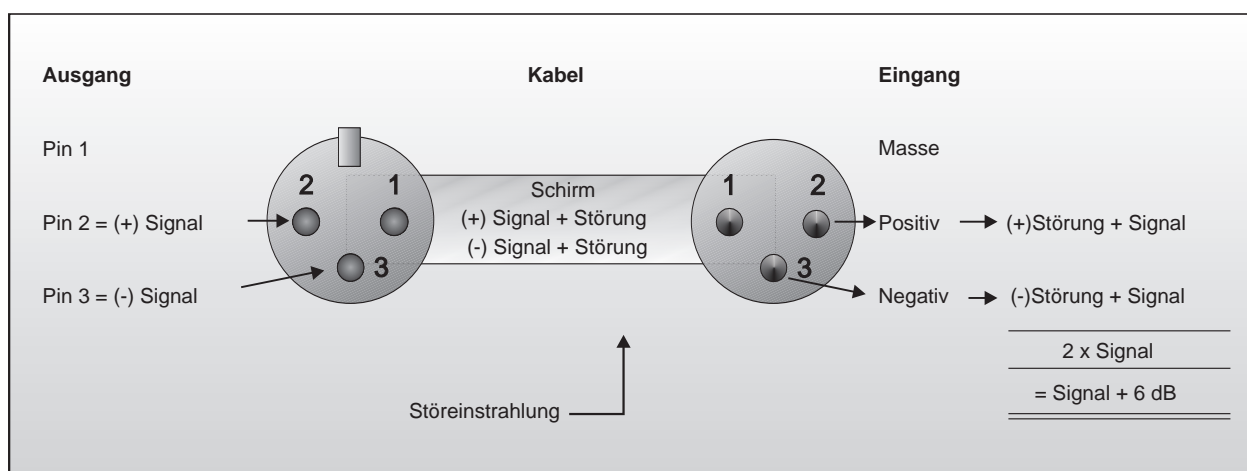 Ausgang
Kabel
Eingang
Pin 1
Masse
2
1
Schirm
1
2
Pin 2 = (+) Signal
(+) Signal + Störung
Positiv
(+)Störung + Signal
(-) Signal + Störung
3
3
Pin 3 = (-) Signal
Negativ
(-)Störung + Signal
2 x Signal
= Signal + 6 dB
Störeinstrahlung